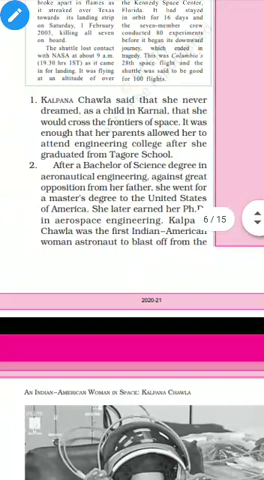 broke apart in flames as
it streaked over Texas
towards its landing strip
on Saturday, 1 February
2003, killing all seven
on board.
The shuttle lost contact
with NASA at about 9 a.m.
(19.30 hrs IST) as it came
in for landing. It was flying
at an altitude of over
the Kennedy Space Center,
Florida. It had stayed
in orbit for 16 days and
the seven-member crew
conducted 80 experiments
before it began its downward
journey, which ended in
tragedy. This was Columbia's
28th space flight and the
shuttle was said to be good
for 100 flights.
1. KALPANA Chawla said that she never
dreamed, as a child in Karnal, that she
would cross the frontiers of space. It was
enough that her parents allowed her to
attend engineering college after she
graduated from Tagore School.
2. After a Bachelor of Science degree in
aeronautical engineering, against great
opposition from her father, she went for
a master's degree to the United States
of America. She later earned her Ph.D
in aerospace engineering. Kalpa
Chawla was the first Indian–American
woman astronaut to blast off from the
6 / 15
2020-21
AN INDIAN–AMERICAN WOMAN IN SPACE: KALPANA CHAWLA